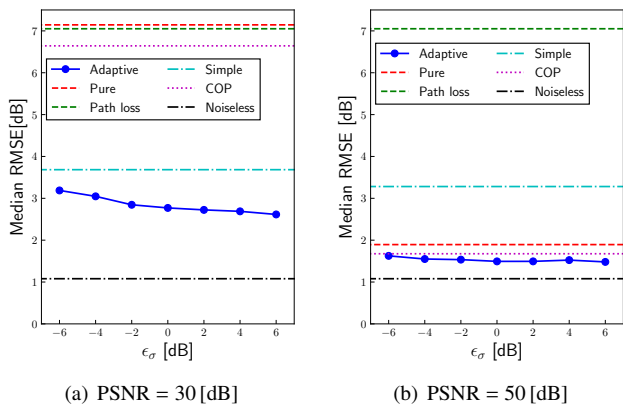 7
6
5
4
3
2
1
0
Median RMSE[dB]
Adaptive
Pure
Path loss
Simple
COP
Noiseless
−6 −4 −2 0 2 4 6
ϵσ [dB]
(a) PSNR = 30 [dB]
7
6
5
4
3
2
1
0
Median RMSE [dB]
Adaptive
Pure
Path loss
Simple
COP
Noiseless
−6 −4 −2 0 2 4 6
ϵσ [dB]
(b) PSNR = 50 [dB]